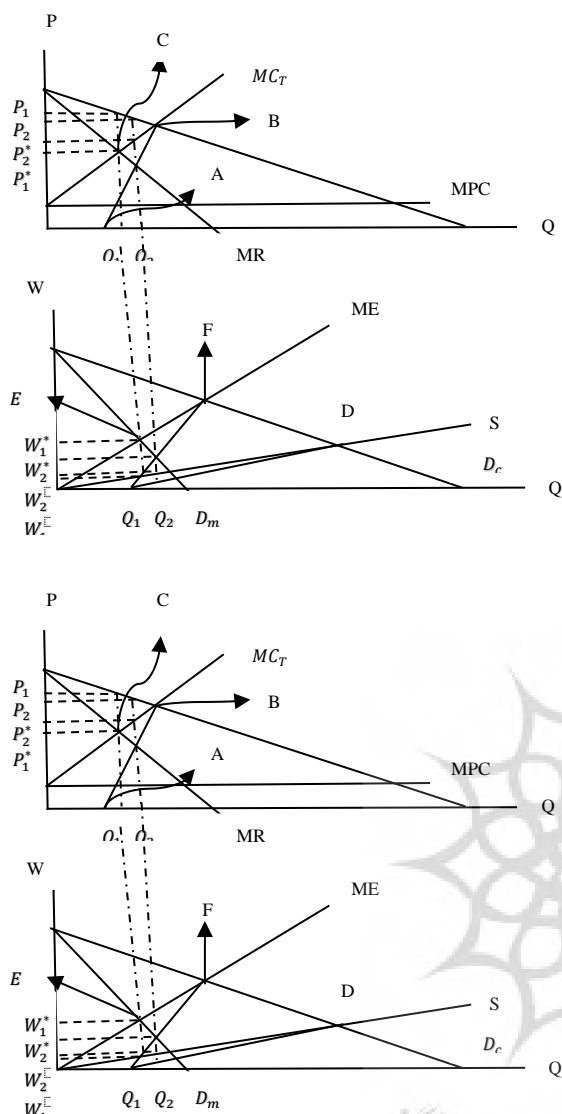 P
C
MC_T
P_1
B
P_2
P_2^*
P_1^*
A
MPC
Q
MR
W
ME
F
E
D
W_1^*
S
W_2^*
D_c
Q
Q_1 Q_2 D_m
P
C
MC_T
P_1
B
P_2
P_2^*
P_1^*
A
MPC
Q
MR
W
ME
F
E
D
W_1^*
S
W_2^*
D_c
Q
Q_1 Q_2 D_m